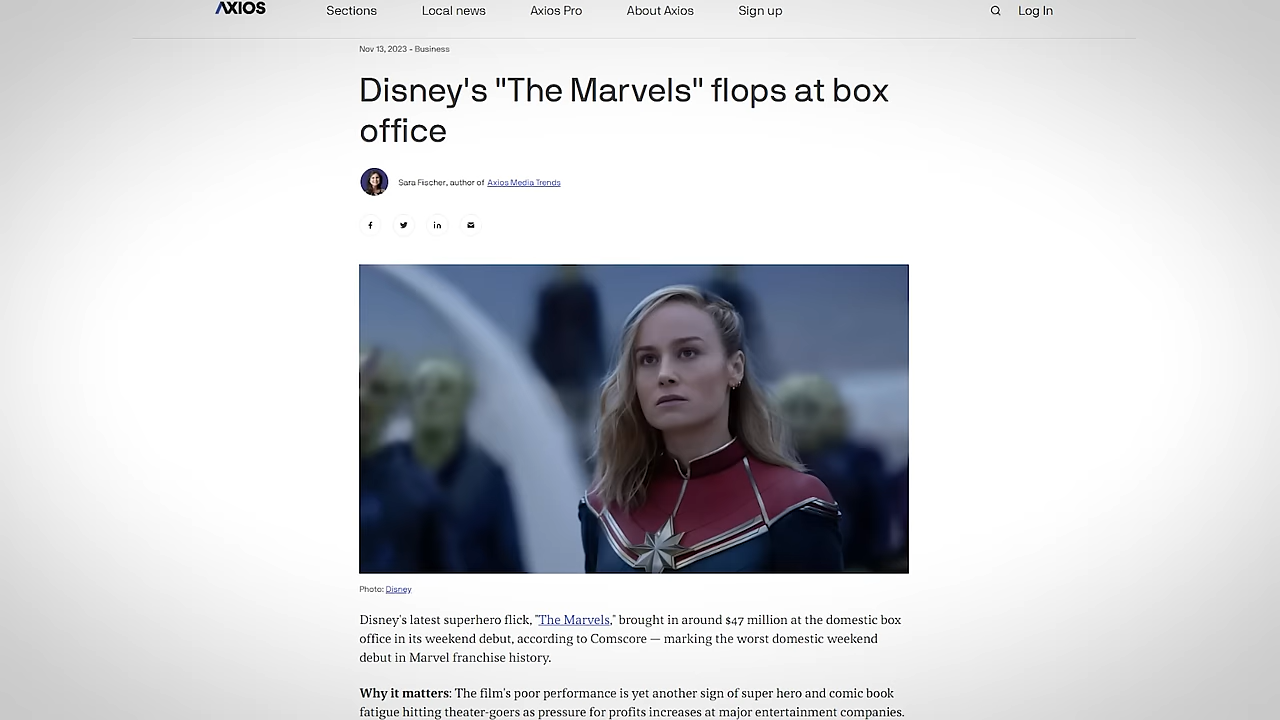 AXIOS Sections Local news Axios Pro About Axios Sign up Log In
Nov 13, 2023 - Business
Disney's "The Marvels" flops at box
office
Sara Fischer, author of Axios Media Trends
Photo: Disney
Disney's latest superhero flick, "The Marvels," brought in around $47 million at the domestic box
office in its weekend debut, according to Comscore — marking the worst domestic weekend
debut in Marvel franchise history.
Why it matters: The film's poor performance is yet another sign of super hero and comic book
fatigue hitting theater-goers as pressure for profits increases at major entertainment companies.